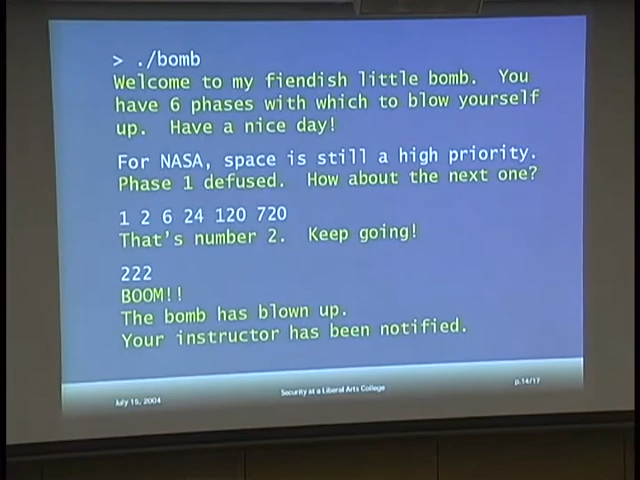 > ./bomb
Welcome to my fiendish little bomb. You
have 6 phases with which to blow yourself
up. Have a nice day!
For NASA, space is still a high priority.
Phase 1 defused. How about the next one?
1 2 6 24 120 720
That's number 2. Keep going!
222
BOOM!!
The bomb has blown up.
Your instructor has been notified.
July 15, 2004
Security at a Liberal Arts College
p.14/17